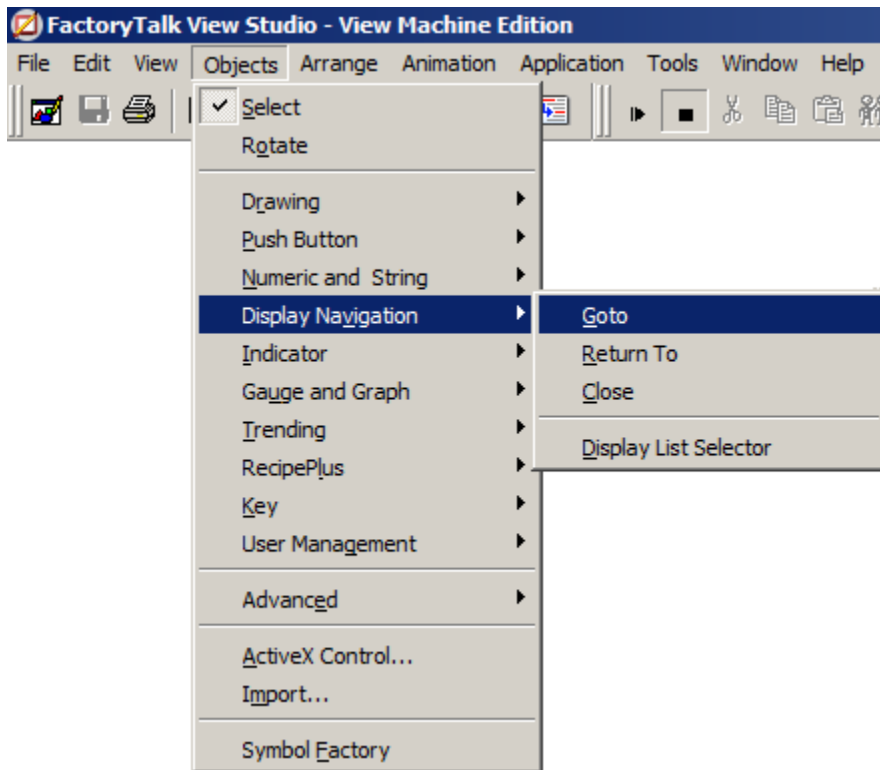 FactoryTalk View Studio - View Machine Edition
File Edit View Objects Arrange Animation Application Tools Window Help
Select
Rotate
Drawing
Push Button
Numeric and String
Display Navigation
Goto
Indicator
Return To
Gauge and Graph
Close
Trending
Display List Selector
RecipePlus
Key
User Management
Advanced
ActiveX Control...
Import...
Symbol Factory